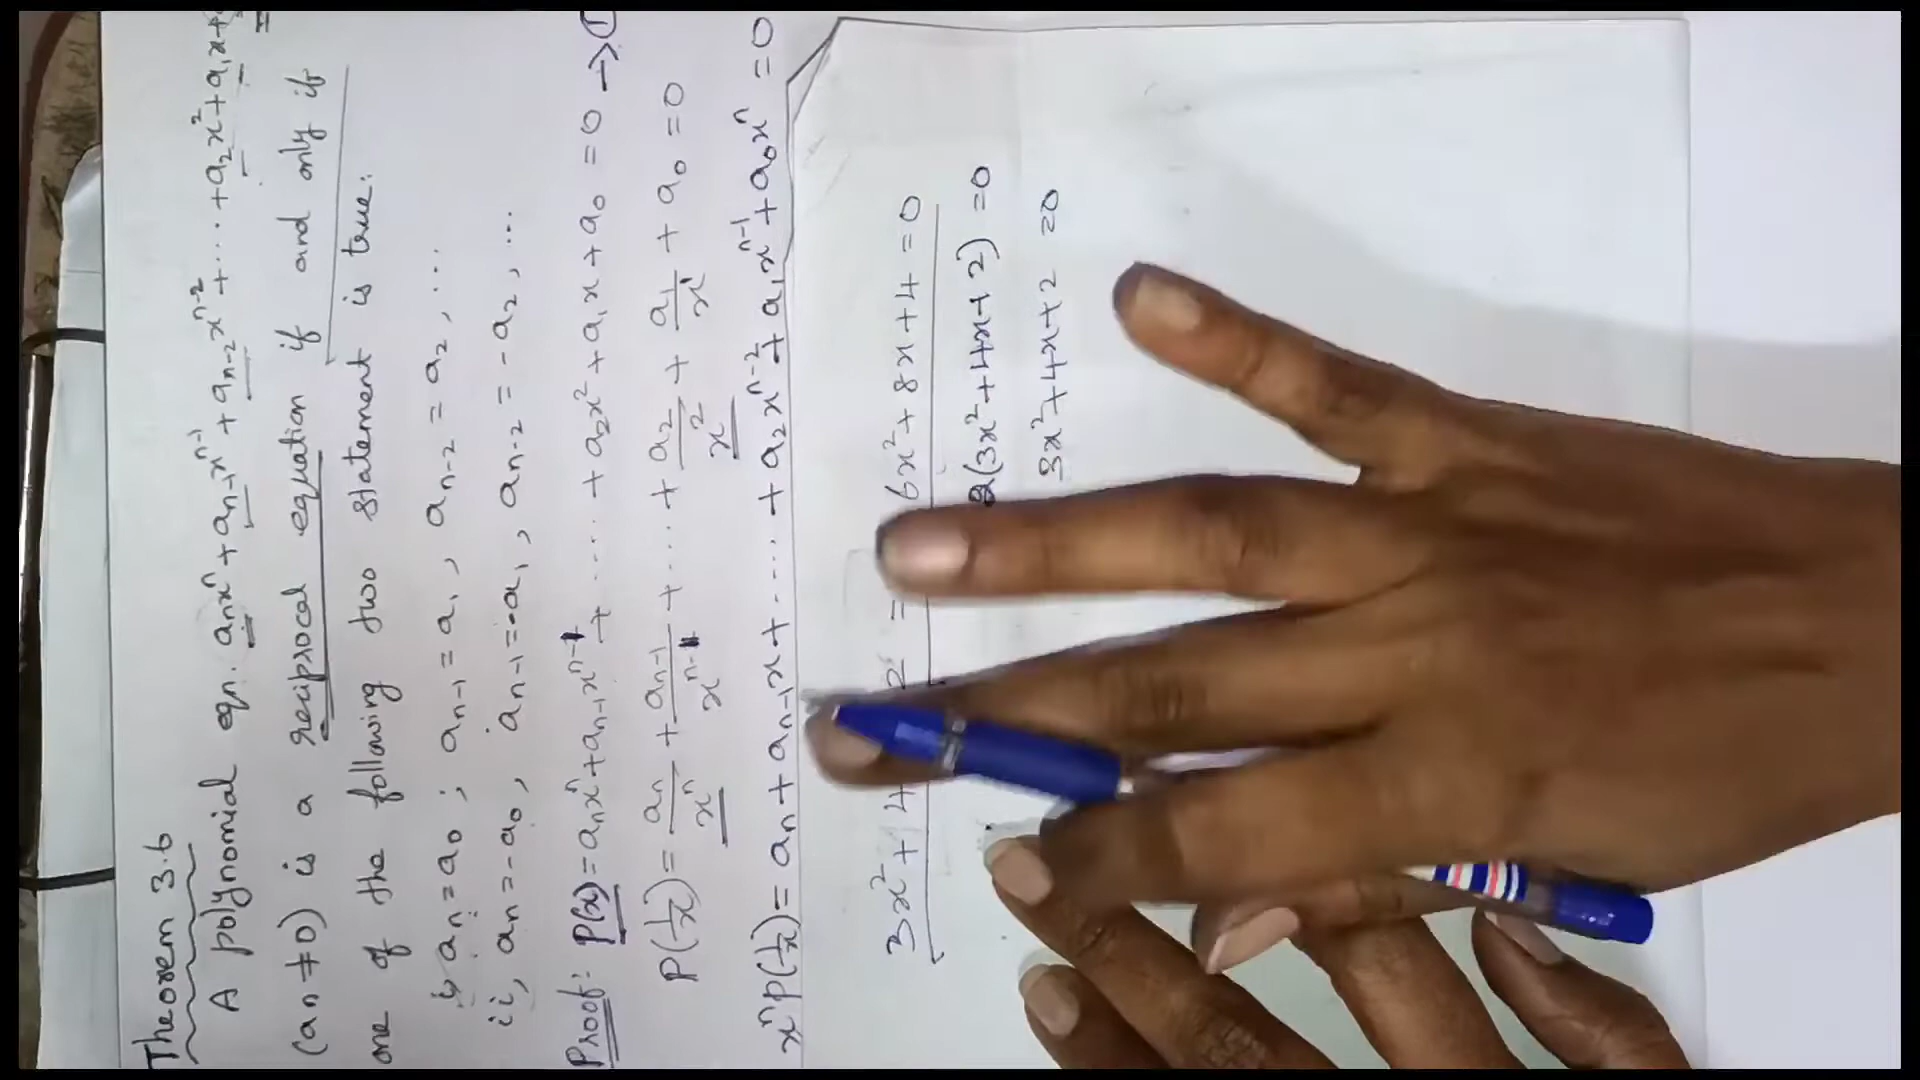 Theorem 3.6
A polynomial eqn. aₙxⁿ + aₙ₋₁xⁿ⁻¹ + aₙ₋₂xⁿ⁻² + ... + a₂x² + a₁x +
(aₙ ≠ 0) is a reciprocal equation if and only if
one of the following two statement is true.
i, aₙ = a₀ ; aₙ₋₁ = a₁ , aₙ₋₂ = a₂ , ...
ii, aₙ = -a₀ , aₙ₋₁ = -a₁ , aₙ₋₂ = -a₂ , ...
Proof: P(x) = aₙxⁿ + aₙ₋₁xⁿ⁻¹ + .... + a₂x² + a₁x + a₀ = 0 → ①
P(1/x) = aₙ/xⁿ + aₙ₋₁/xⁿ⁻¹ + ... + a₂/x² + a₁/x + a₀ = 0
xⁿP(1/x) = aₙ + aₙ₋₁x + .... + a₂xⁿ⁻² + a₁xⁿ⁻¹ + a₀xⁿ = 0
3x² + 4 2 = 6x² + 8x + 4 = 0
2(3x² + 4x + 2) = 0
3x² + 4x + 2 = 0